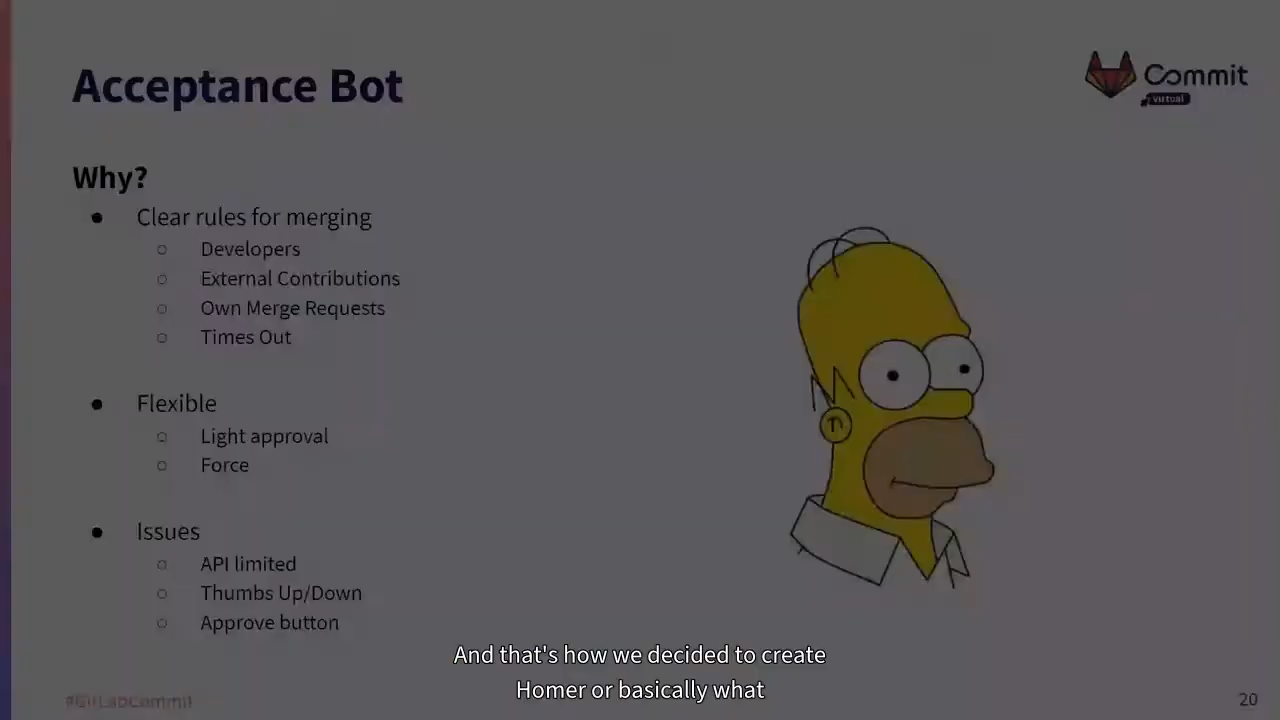 Acceptance Bot
Commit
virtual
Why?
● Clear rules for merging
○ Developers
○ External Contributions
○ Own Merge Requests
○ Times Out
● Flexible
○ Light approval
○ Force
● Issues
○ API limited
○ Thumbs Up/Down
○ Approve button
And that's how we decided to create
Homer or basically what
#GitLabCommit
20